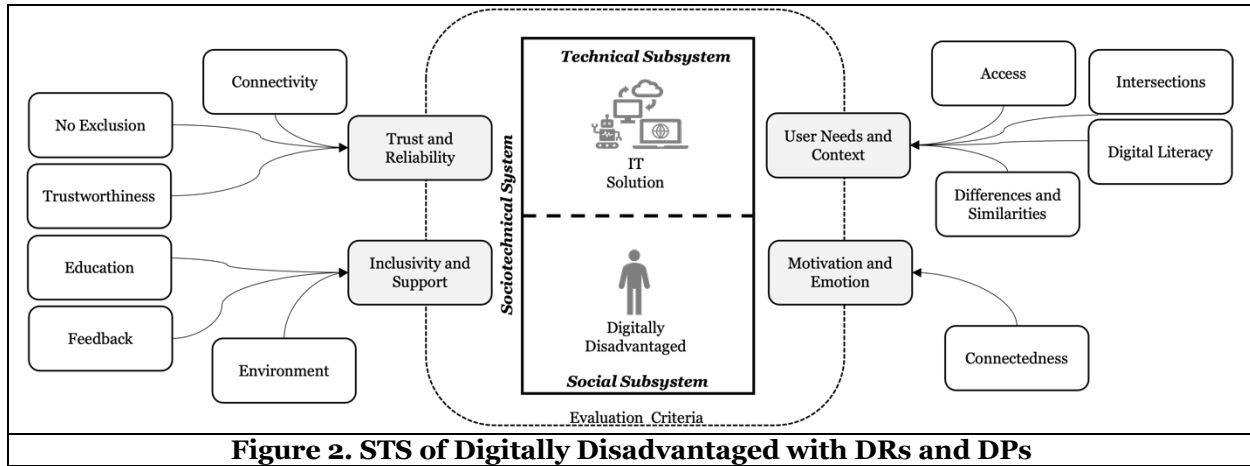 Connectivity
No Exclusion
Trustworthiness
Education
Feedback
Environment
Trust and
Reliability
Inclusivity and
Support
Sociotechnical System
Technical Subsystem
IT
Solution
Digitally
Disadvantaged
Social Subsystem
Evaluation Criteria
User Needs and
Context
Motivation and
Emotion
Access
Intersections
Digital Literacy
Differences and
Similarities
Connectedness
Figure 2. STS of Digitally Disadvantaged with DRs and DPs